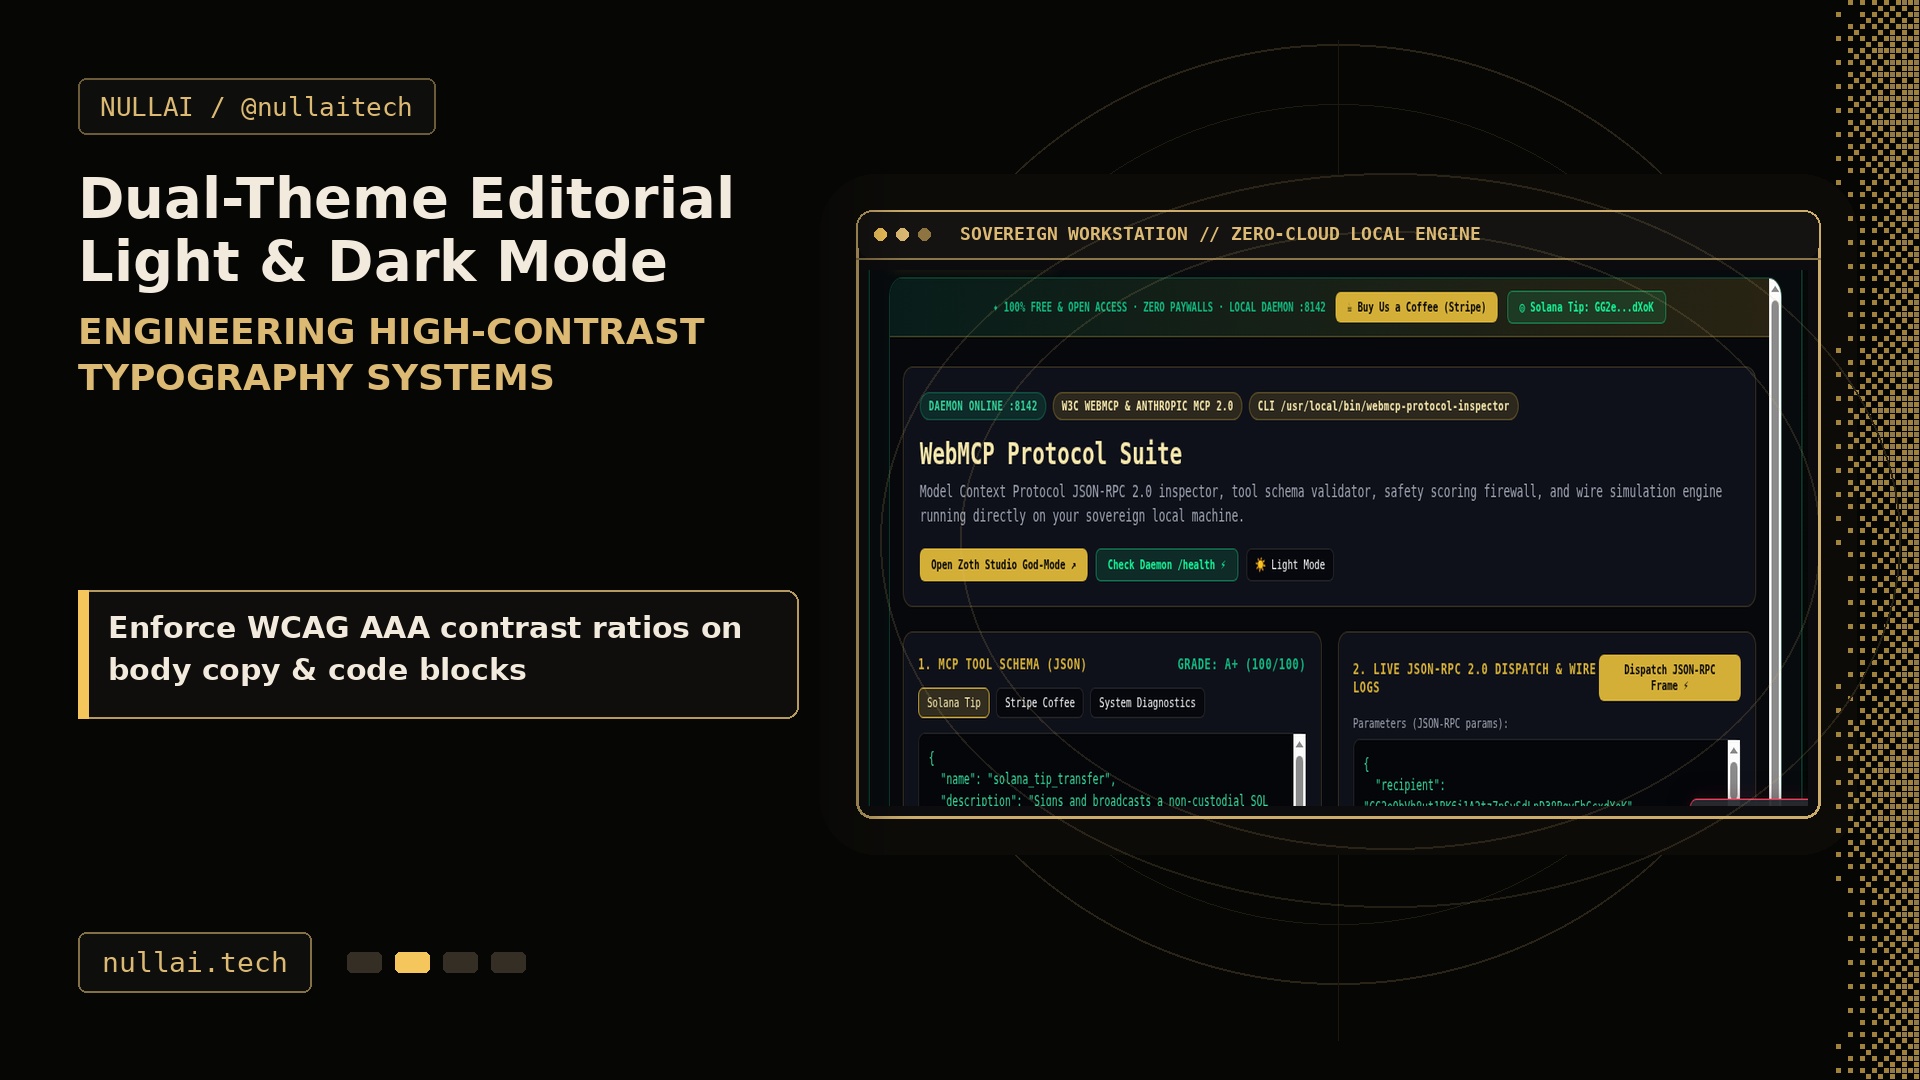 NULLAI / @nullaitech
Dual-Theme Editorial
Light & Dark Mode
ENGINEERING HIGH-CONTRAST
TYPOGRAPHY SYSTEMS
Enforce WCAG AAA contrast ratios on
body copy & code blocks
nullai.tech
SOVEREIGN WORKSTATION // ZERO-CLOUD LOCAL ENGINE
100% FREE & OPEN ACCESS · ZERO PAYWALLS · LOCAL DAEMON :8142
Buy Us a Coffee (Stripe)
Solana Tip: GG2e...dXoK
DAEMON ONLINE :8142
W3C WEBMCP & ANTHROPIC MCP 2.0
CLI /usr/local/bin/webmcp-protocol-inspector
WebMCP Protocol Suite
Model Context Protocol JSON-RPC 2.0 inspector, tool schema validator, safety scoring firewall, and wire simulation engine
running directly on your sovereign local machine.
Open Zoth Studio God-Mode ↗
Check Daemon /health ⚡
☀️ Light Mode
1. MCP TOOL SCHEMA (JSON)
GRADE: A+ (100/100)
Solana Tip
Stripe Coffee
System Diagnostics
{
"name": "solana_tip_transfer",
"description": "Signs and broadcasts a non-custodial SOL
2. LIVE JSON-RPC 2.0 DISPATCH & WIRE
LOGS
Dispatch JSON-RPC
Frame ⚡
Parameters (JSON-RPC params):
{
"recipient":